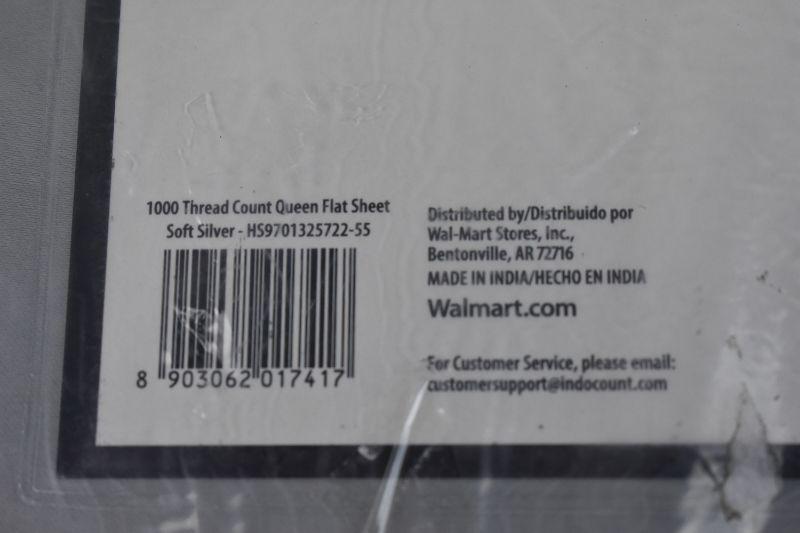 1000 Thread Count Queen Flat Sheet
Soft Silver - HS9701325722-55
8 903062 017417
Distributed by/Distribuido por
Wal-Mart Stores, Inc.,
Bentonville, AR 72716
MADE IN INDIA/HECHO EN INDIA
Walmart.com
For Customer Service, please email:
customersupport@indocount.com